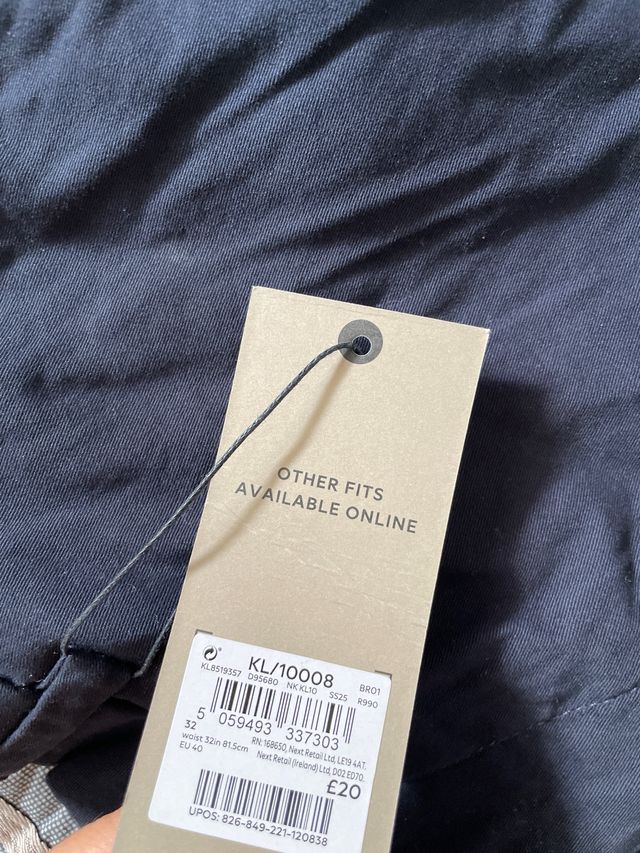 OTHER FITS
AVAILABLE ONLINE
KL/10008
BR01
KL8519357 D95680 NK KL10 SS25 R990
5 059493 337303
32
RN: 168650, Next Retail Ltd, LE19 4AT.
waist 32in 81.5cm
Next Retail (Ireland) Ltd, D02 ED70.
EU 40
£20
UPOS: 826-849-221-120838